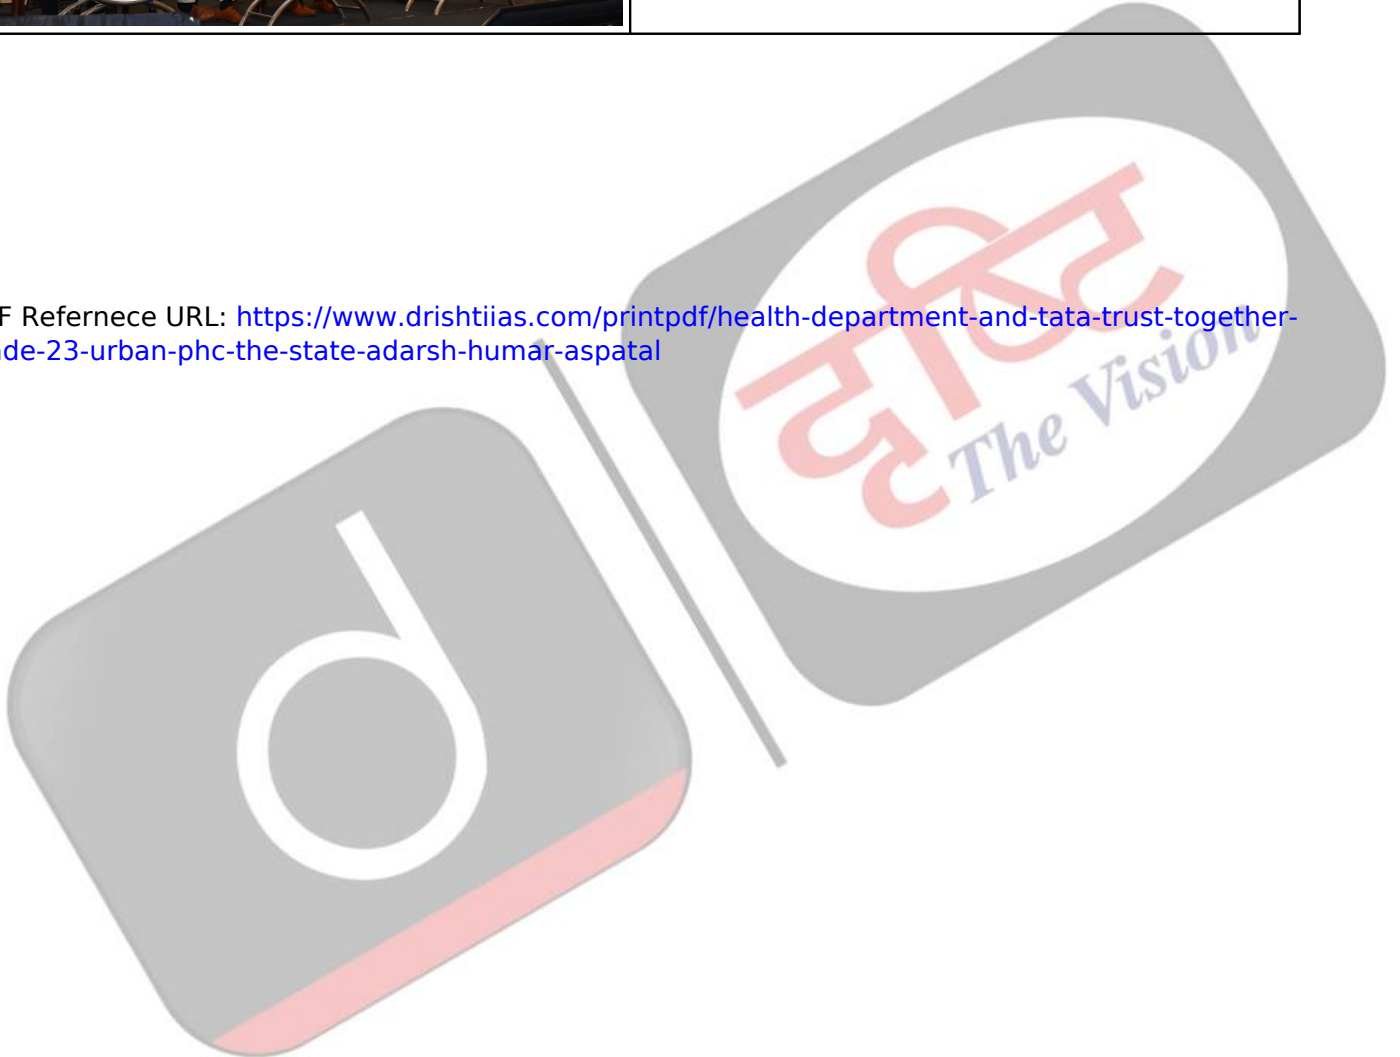 F Refernece URL: https://www.drishtiias.com/printpdf/health-department-and-tata-trust-together-
de-23-urban-phc-the-state-adarsh-humar-aspatal
दृष्टि
The Vision
d